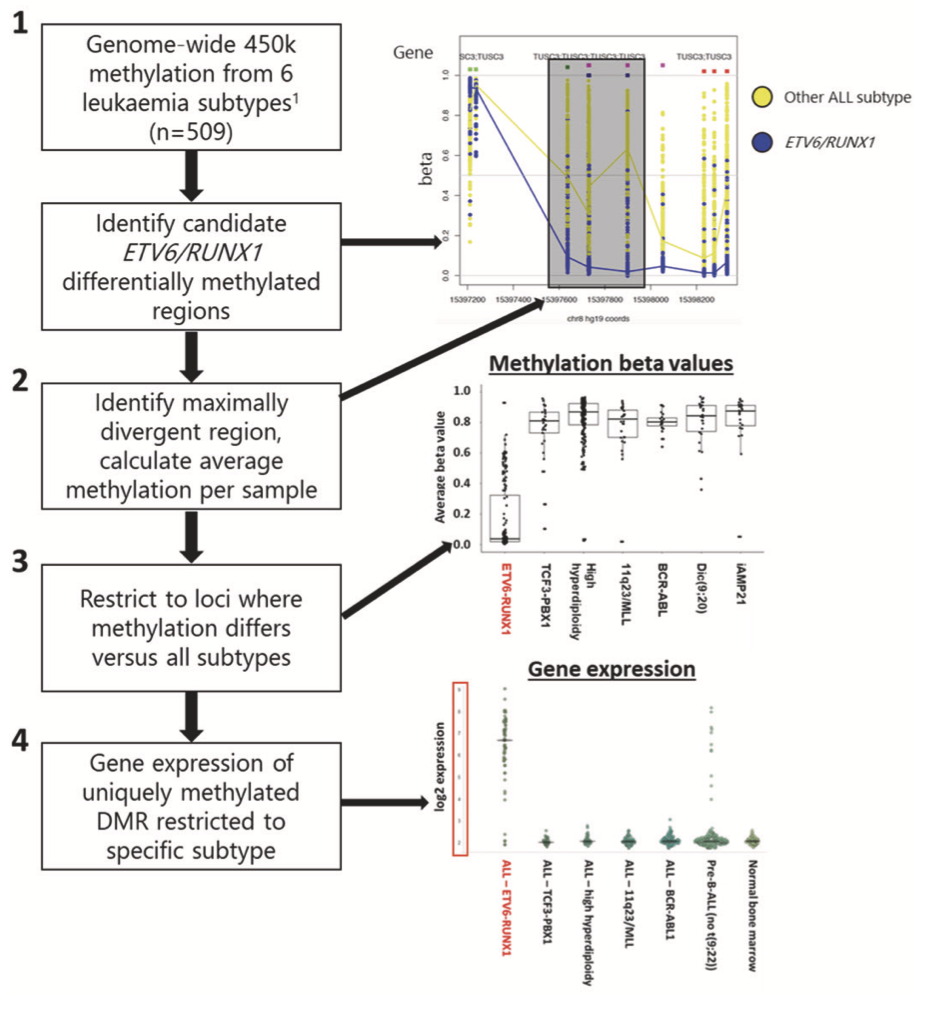 1
Genome-wide 450k
methylation from 6
leukaemia subtypes¹
(n=509)
Identify candidate
ETV6/RUNX1
differentially methylated
regions
2
Identify maximally
divergent region,
calculate average
methylation per sample
3
Restrict to loci where
methylation differs
versus all subtypes
4
Gene expression of
uniquely methylated
DMR restricted to
specific subtype
Gene
SC3;TUSC3 TUSC3;TUSC3;TUSC3;TUSC3;TUSC3 TUSC3;TUSC3
beta
1.0
0.8
0.6
0.4
0.2
0.0
15397200 15397400 15397600 15397800 15398000 15398200
chr8 hg19 coords
Other ALL subtype
ETV6/RUNX1
Methylation beta values
Average beta value
1.0
0.8
0.6
0.4
0.2
0.0
ETV6-RUNX1
TCF3-PBX1
High
hyperdiploidy
11q23/MLL
BCR-ABL
Dic(9;20)
iAMP21
Gene expression
log2 expression
ALL – ETV6-RUNX1
ALL – TCF3-PBX1
ALL – high hyperdiploidy
ALL – 11q23/MLL
ALL – BCR-ABL1
Pre-B-ALL (no t(9;22))
Normal bone marrow